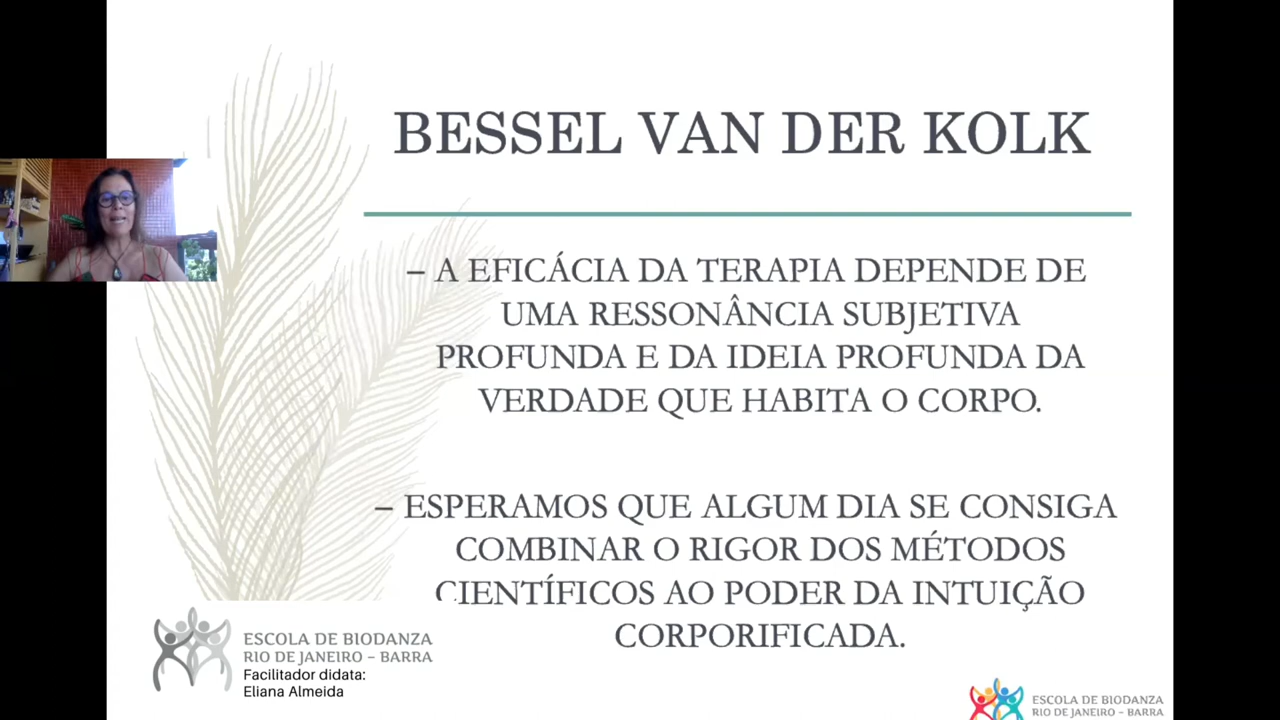 BESSEL VAN DER KOLK
– A EFICÁCIA DA TERAPIA DEPENDE DE
UMA RESSONÂNCIA SUBJETIVA
PROFUNDA E DA IDEIA PROFUNDA DA
VERDADE QUE HABITA O CORPO.
– ESPERAMOS QUE ALGUM DIA SE CONSIGA
COMBINAR O RIGOR DOS MÉTODOS
CIENTÍFICOS AO PODER DA INTUIÇÃO
CORPORIFICADA.
ESCOLA DE BIODANZA
RIO DE JANEIRO – BARRA
Facilitador didata:
Eliana Almeida
ESCOLA DE BIODANZA
RIO DE JANEIRO – BARRA